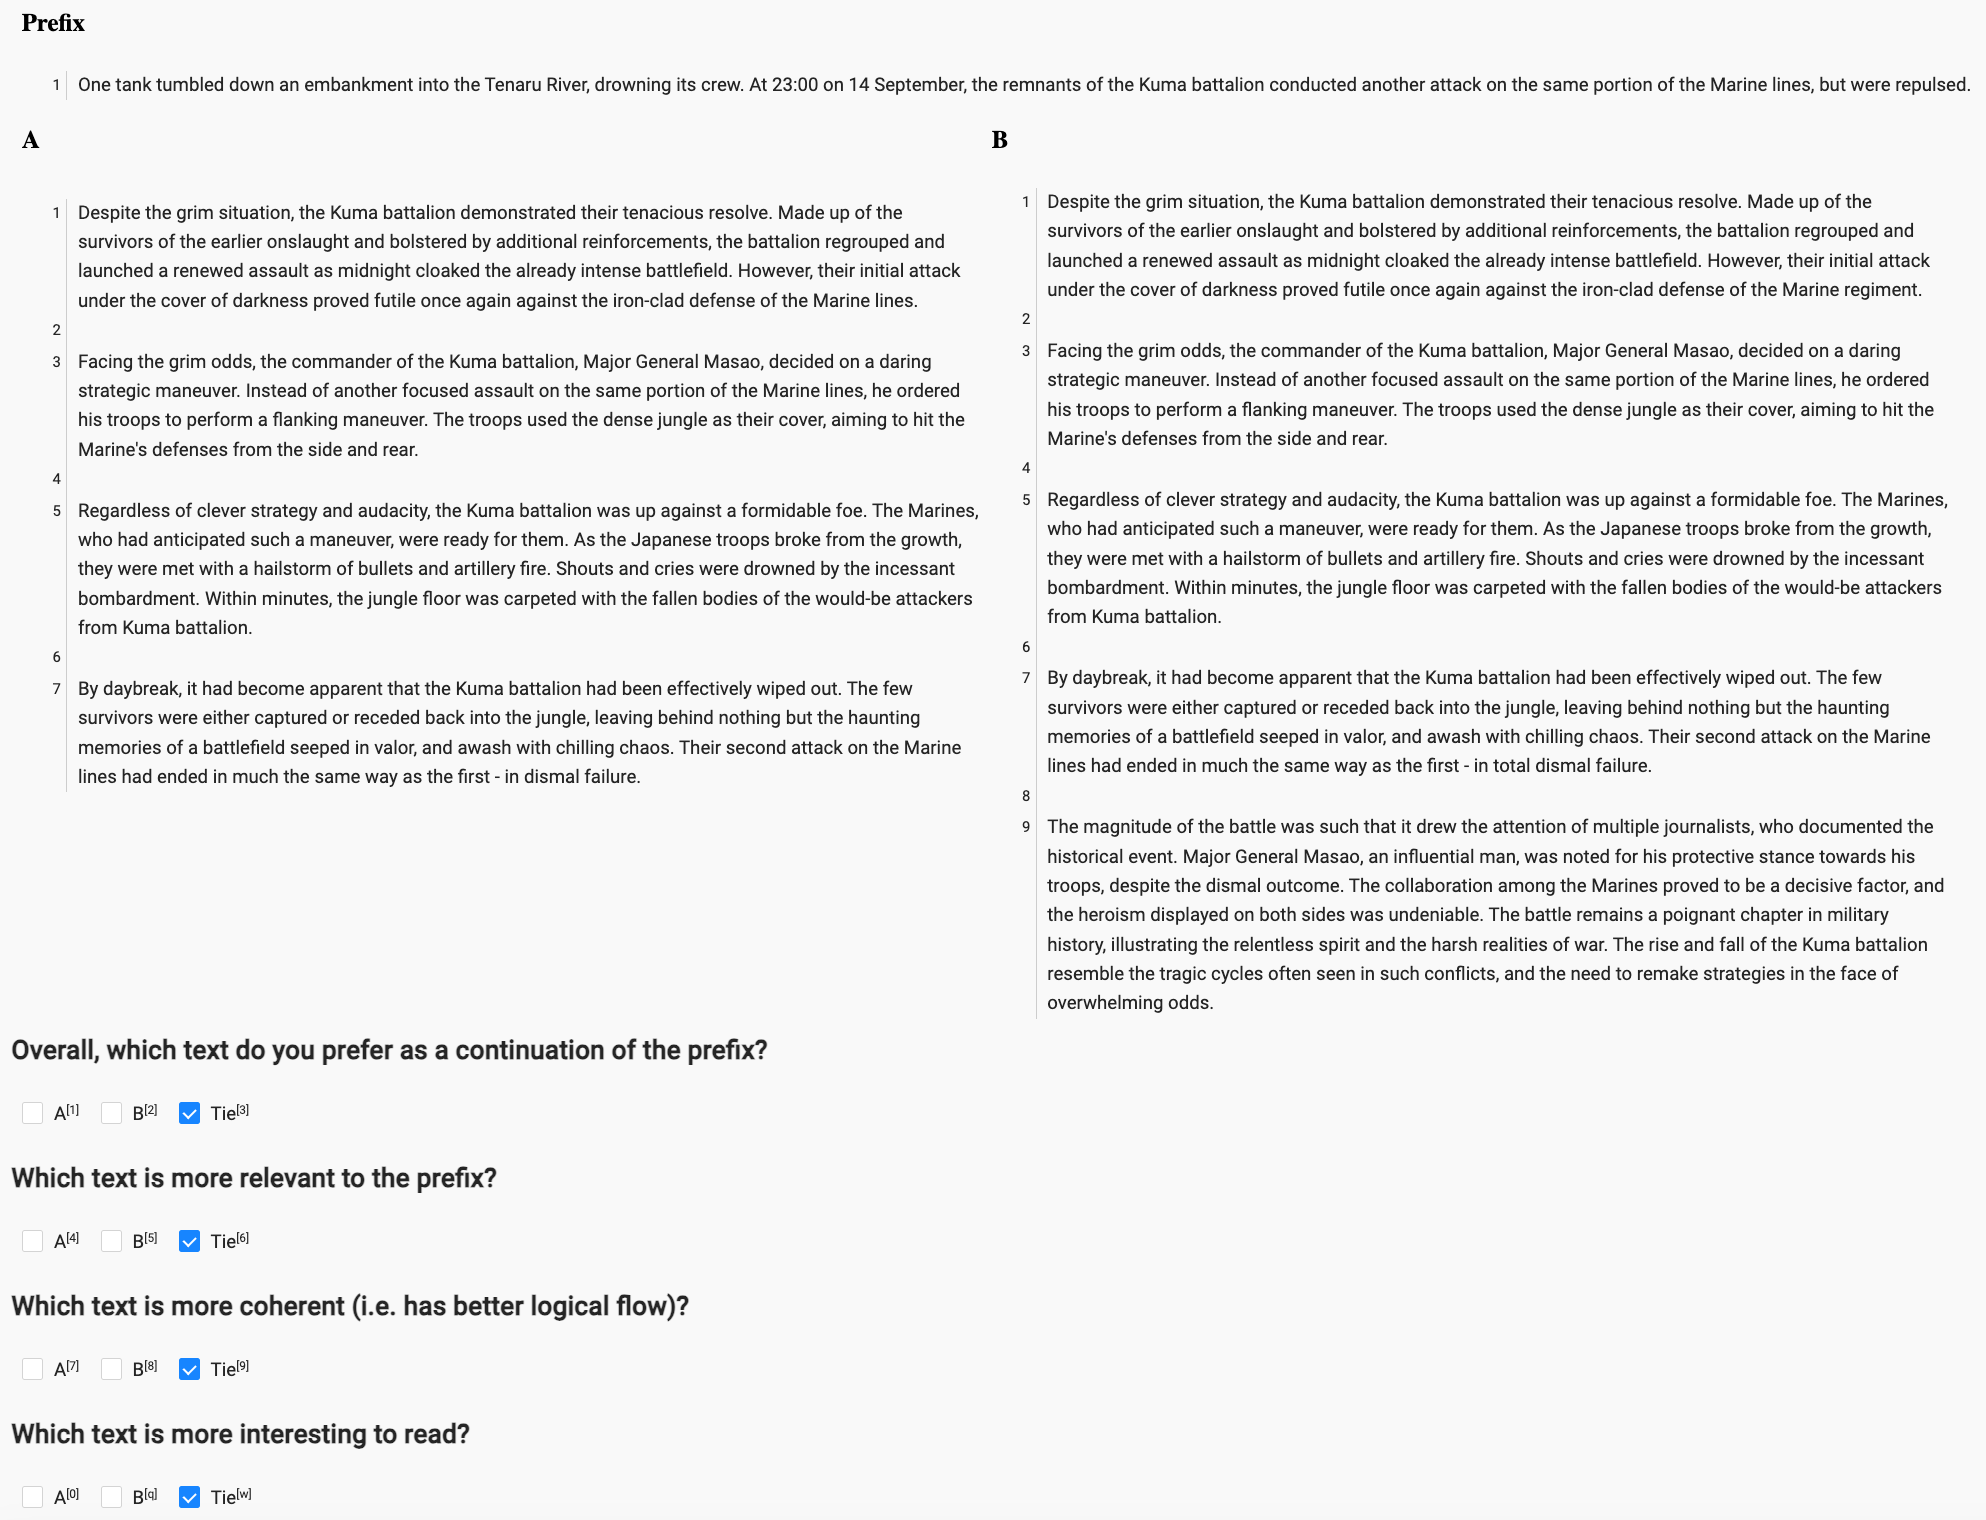 Prefix
1 One tank tumbled down an embankment into the Tenaru River, drowning its crew. At 23:00 on 14 September, the remnants of the Kuma battalion conducted another attack on the same portion of the Marine lines, but were repulsed.
A
1 Despite the grim situation, the Kuma battalion demonstrated their tenacious resolve. Made up of the
survivors of the earlier onslaught and bolstered by additional reinforcements, the battalion regrouped and
launched a renewed assault as midnight cloaked the already intense battlefield. However, their initial attack
under the cover of darkness proved futile once again against the iron-clad defense of the Marine lines.
2
3 Facing the grim odds, the commander of the Kuma battalion, Major General Masao, decided on a daring
strategic maneuver. Instead of another focused assault on the same portion of the Marine lines, he ordered
his troops to perform a flanking maneuver. The troops used the dense jungle as their cover, aiming to hit the
Marine's defenses from the side and rear.
4
5 Regardless of clever strategy and audacity, the Kuma battalion was up against a formidable foe. The Marines,
who had anticipated such a maneuver, were ready for them. As the Japanese troops broke from the growth,
they were met with a hailstorm of bullets and artillery fire. Shouts and cries were drowned by the incessant
bombardment. Within minutes, the jungle floor was carpeted with the fallen bodies of the would-be attackers
from Kuma battalion.
6
7 By daybreak, it had become apparent that the Kuma battalion had been effectively wiped out. The few
survivors were either captured or receded back into the jungle, leaving behind nothing but the haunting
memories of a battlefield seeped in valor, and awash with chilling chaos. Their second attack on the Marine
lines had ended in much the same way as the first - in dismal failure.
B
1 Despite the grim situation, the Kuma battalion demonstrated their tenacious resolve. Made up of the
survivors of the earlier onslaught and bolstered by additional reinforcements, the battalion regrouped and
launched a renewed assault as midnight cloaked the already intense battlefield. However, their initial attack
under the cover of darkness proved futile once again against the iron-clad defense of the Marine regiment.
2
3 Facing the grim odds, the commander of the Kuma battalion, Major General Masao, decided on a daring
strategic maneuver. Instead of another focused assault on the same portion of the Marine lines, he ordered
his troops to perform a flanking maneuver. The troops used the dense jungle as their cover, aiming to hit the
Marine's defenses from the side and rear.
4
5 Regardless of clever strategy and audacity, the Kuma battalion was up against a formidable foe. The Marines,
who had anticipated such a maneuver, were ready for them. As the Japanese troops broke from the growth,
they were met with a hailstorm of bullets and artillery fire. Shouts and cries were drowned by the incessant
bombardment. Within minutes, the jungle floor was carpeted with the fallen bodies of the would-be attackers
from Kuma battalion.
6
7 By daybreak, it had become apparent that the Kuma battalion had been effectively wiped out. The few
survivors were either captured or receded back into the jungle, leaving behind nothing but the haunting
memories of a battlefield seeped in valor, and awash with chilling chaos. Their second attack on the Marine
lines had ended in much the same way as the first - in total dismal failure.
8
9 The magnitude of the battle was such that it drew the attention of multiple journalists, who documented the
historical event. Major General Masao, an influential man, was noted for his protective stance towards his
troops, despite the dismal outcome. The collaboration among the Marines proved to be a decisive factor, and
the heroism displayed on both sides was undeniable. The battle remains a poignant chapter in military
history, illustrating the relentless spirit and the harsh realities of war. The rise and fall of the Kuma battalion
resemble the tragic cycles often seen in such conflicts, and the need to remake strategies in the face of
overwhelming odds.
Overall, which text do you prefer as a continuation of the prefix?
A[1] B[2] Tie[3]
Which text is more relevant to the prefix?
A[4] B[5] Tie[6]
Which text is more coherent (i.e. has better logical flow)?
A[7] B[8] Tie[9]
Which text is more interesting to read?
A[0] B[q] Tie[w]